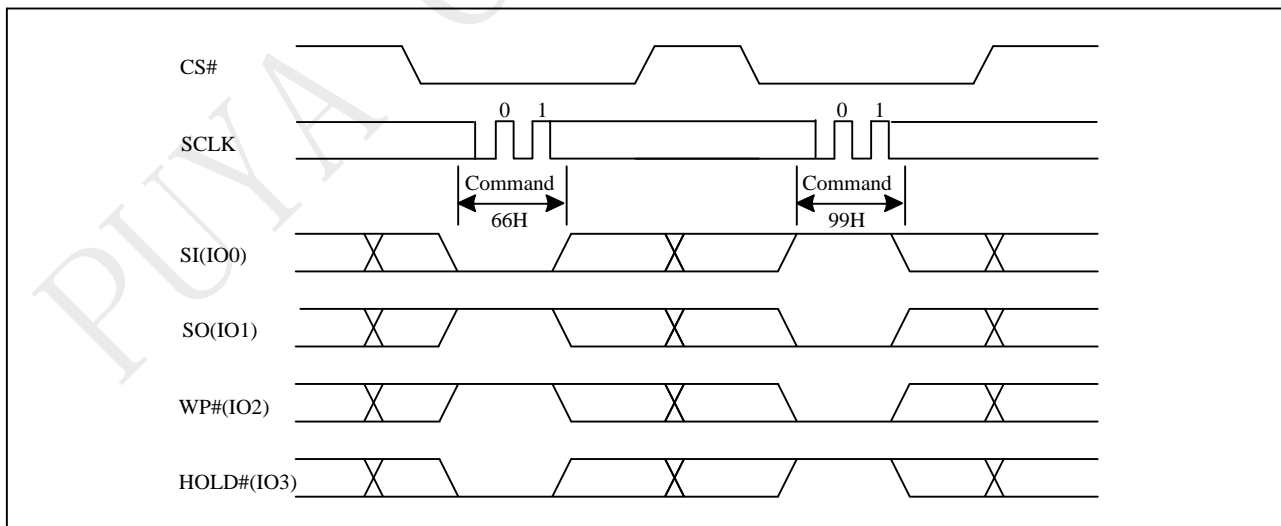 CS#
0 1 0 1
SCLK
Command Command
66H 99H
SI(IO0)
SO(IO1)
WP#(IO2)
HOLD#(IO3)
PUYA